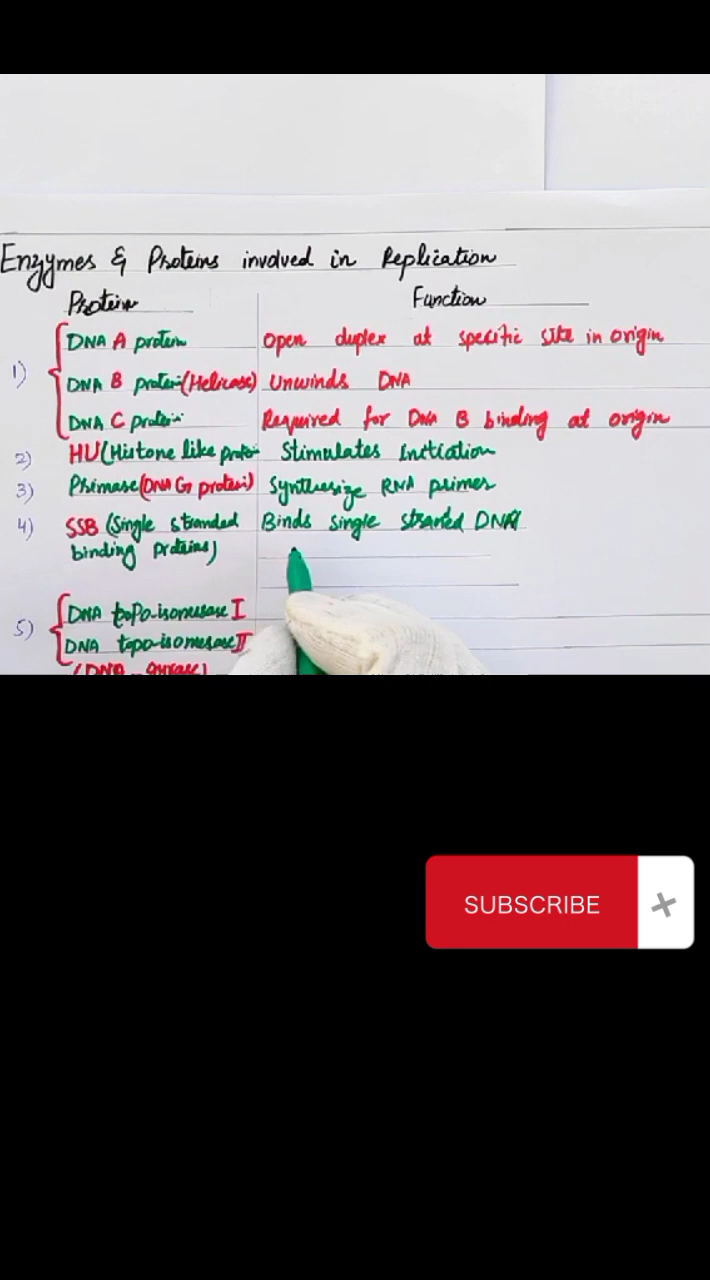 Enzymes & Proteins involved in Replication
Protein Function
1) DNA A protein Open duplex at specific site in origin
DNA B protein (Helicase) Unwinds DNA
DNA C protein Required for DNA B binding at origin
2) HU (Histone like protein Stimulates initiation
3) Primase (DNA G protein) Synthesize RNA primer
4) SSB (Single stranded Binds single stranded DNA
binding proteins)
5) DNA topo-isomerase I
DNA topo-isomerase II
(DNA gyrase)
SUBSCRIBE